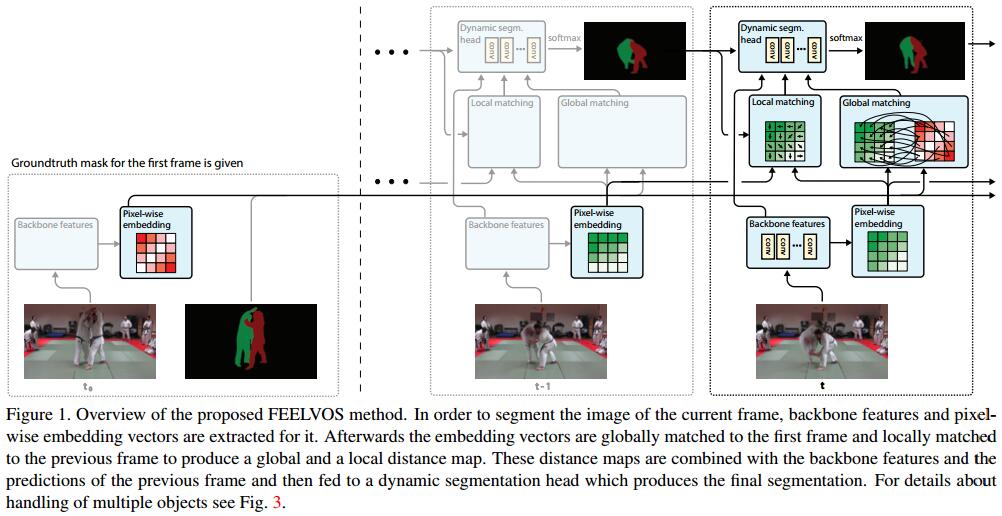 Groundtruth mask for the first frame is given
Backbone features
Pixel-wise
embedding
t₀
• • •
• • •
Dynamic segm.
head
conv
conv
...
conv
softmax
Local matching
Global matching
Backbone features
Pixel-wise
embedding
t-1
Dynamic segm.
head
conv
conv
...
conv
softmax
Local matching
Global matching
Backbone features
conv
conv
...
conv
Pixel-wise
embedding
t
Figure 1. Overview of the proposed FEELVOS method. In order to segment the image of the current frame, backbone features and pixel-
wise embedding vectors are extracted for it. Afterwards the embedding vectors are globally matched to the first frame and locally matched
to the previous frame to produce a global and a local distance map. These distance maps are combined with the backbone features and the
predictions of the previous frame and then fed to a dynamic segmentation head which produces the final segmentation. For details about
handling of multiple objects see Fig. 3.